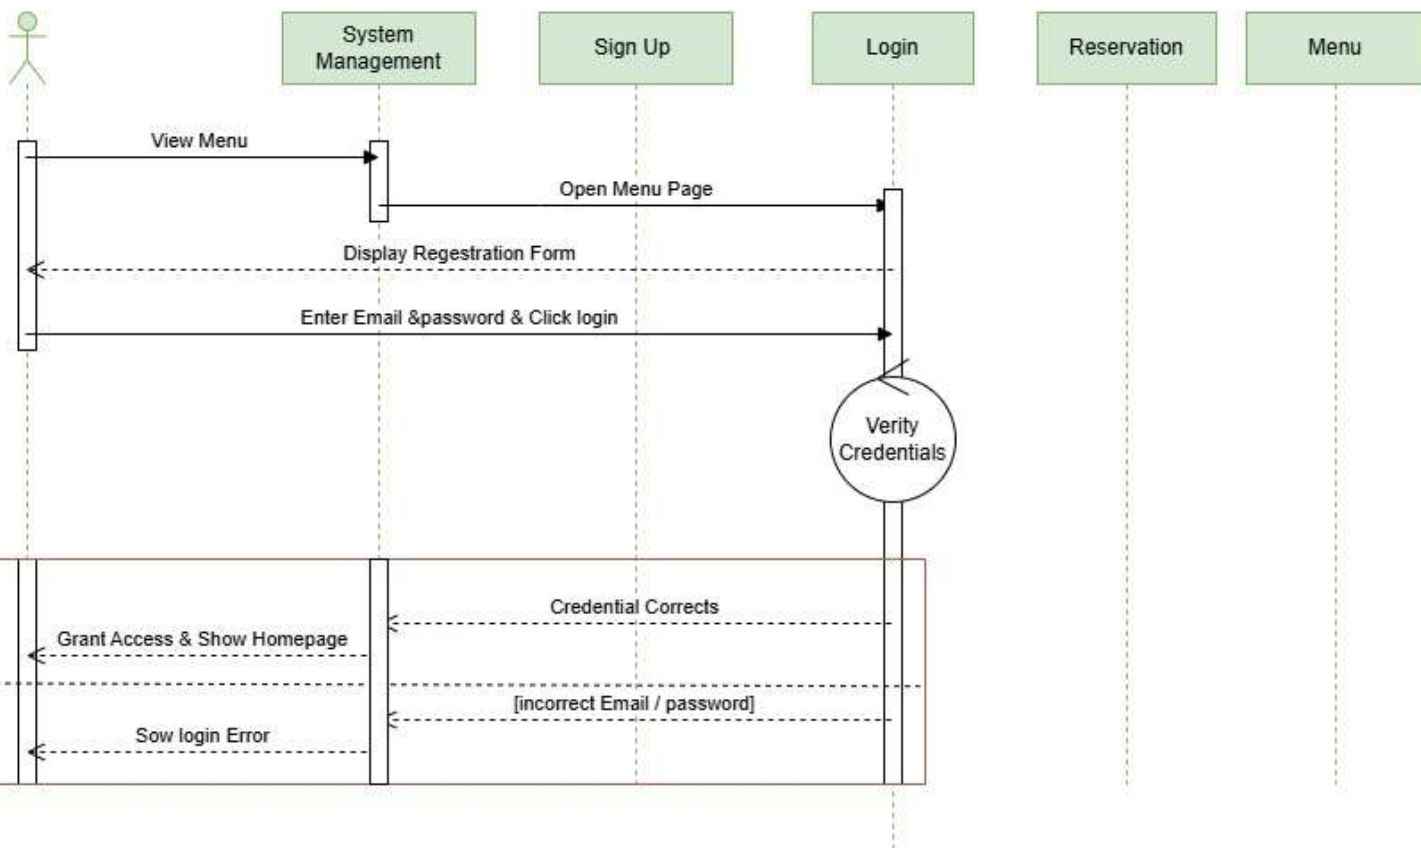 System
Management
Sign Up
Login
Reservation
Menu
View Menu
Open Menu Page
Display Regestration Form
Enter Email &password & Click login
Verity
Credentials
Credential Corrects
Grant Access & Show Homepage
[incorrect Email / password]
Sow login Error